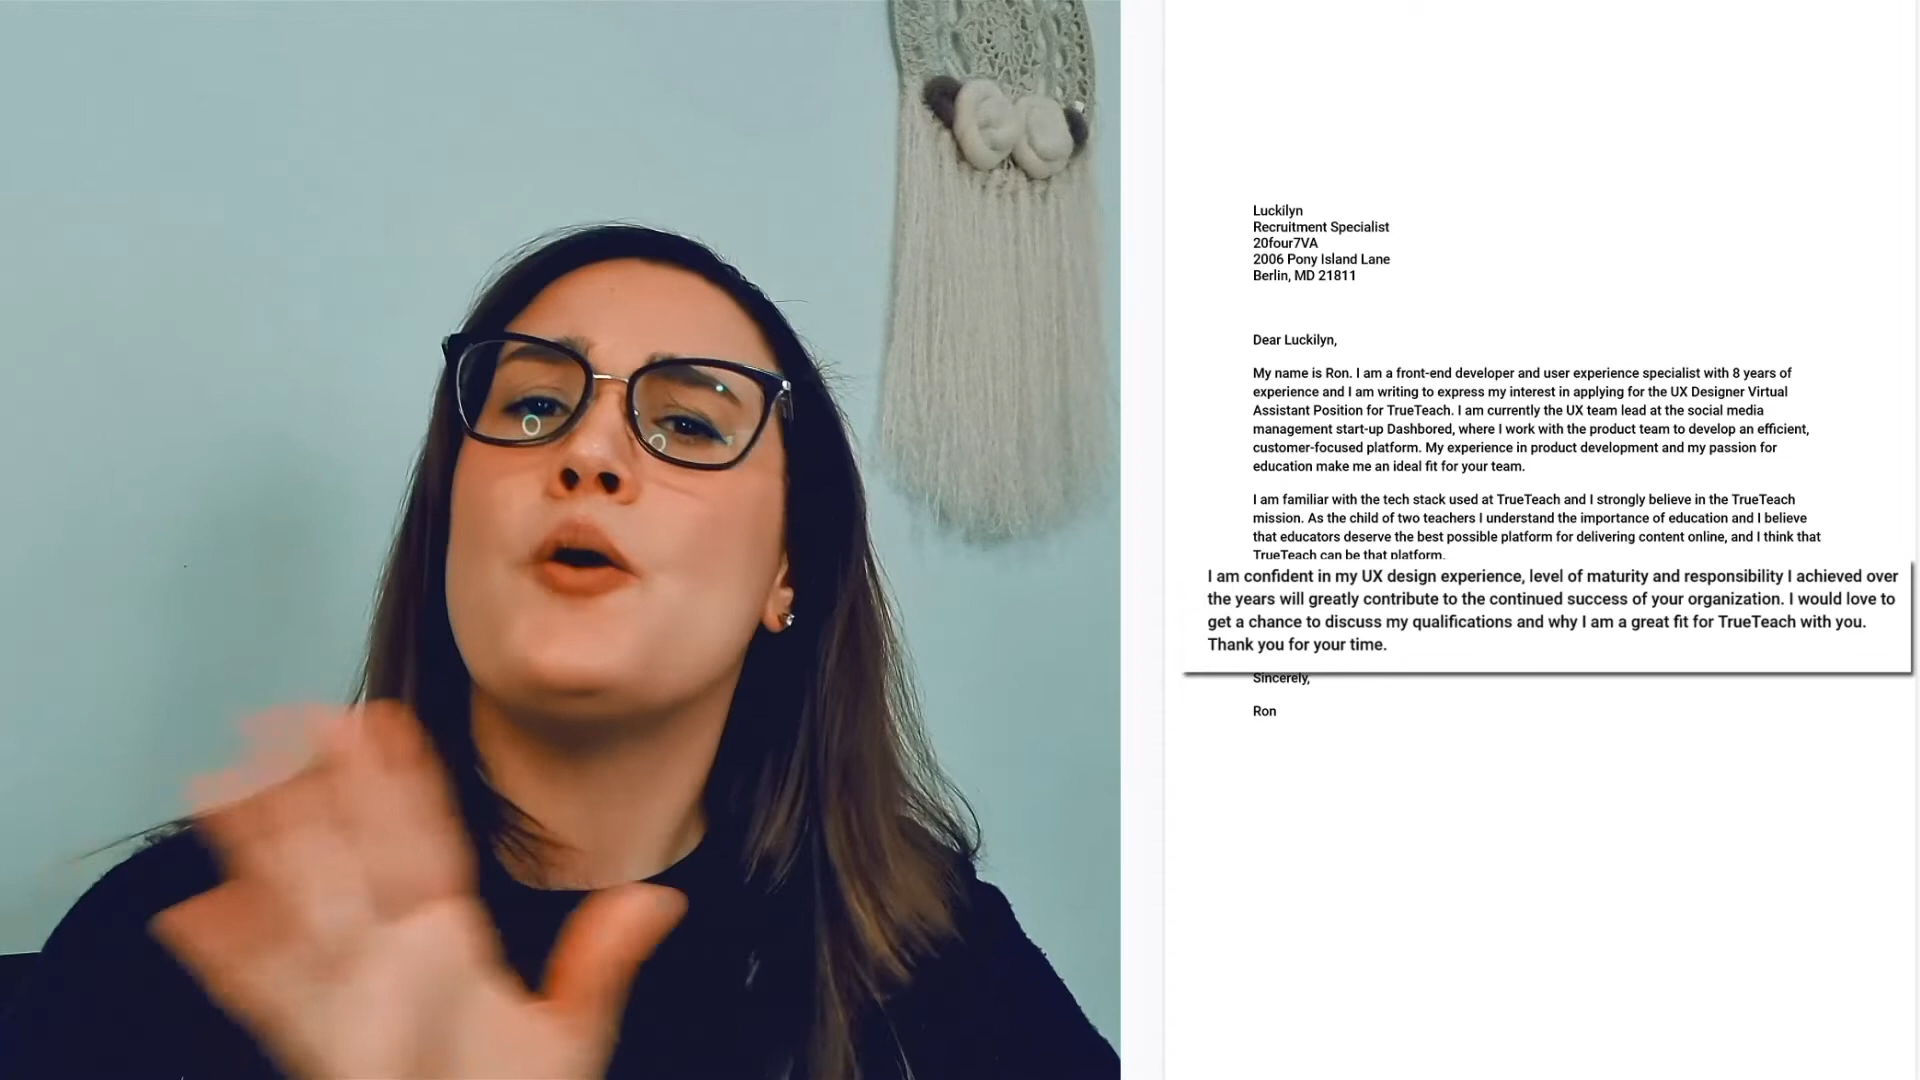 Luckilyn
Recruitment Specialist
20four7VA
2006 Pony Island Lane
Berlin, MD 21811
Dear Luckilyn,
My name is Ron. I am a front-end developer and user experience specialist with 8 years of
experience and I am writing to express my interest in applying for the UX Designer Virtual
Assistant Position for TrueTeach. I am currently the UX team lead at the social media
management start-up Dashbored, where I work with the product team to develop an efficient,
customer-focused platform. My experience in product development and my passion for
education make me an ideal fit for your team.
I am familiar with the tech stack used at TrueTeach and I strongly believe in the TrueTeach
mission. As the child of two teachers I understand the importance of education and I believe
that educators deserve the best possible platform for delivering content online, and I think that
TrueTeach can be that platform.
I am confident in my UX design experience, level of maturity and responsibility I achieved over
the years will greatly contribute to the continued success of your organization. I would love to
get a chance to discuss my qualifications and why I am a great fit for TrueTeach with you.
Thank you for your time.
Sincerely,
Ron